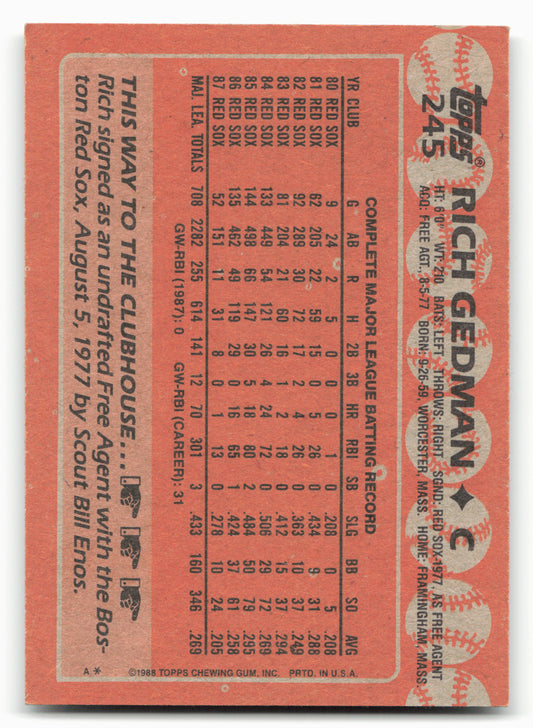 topps® RICH GEDMAN ✦ C
245
HT: 6'0" WT: 210 BATS: LEFT THROWS: RIGHT SGND: RED SOX-1977, AS FREE AGENT
ACQ: FREE AGT., 8-5-77 BORN: 9-26-59, WORCESTER, MASS. HOME: FRAMINGHAM, MASS
COMPLETE MAJOR LEAGUE BATTING RECORD
YR CLUB G AB R H 2B 3B HR RBI SB SLG BB SO AVG
80 RED SOX 9 24 2 5 0 0 0 1 0 .208 0 5 .208
81 RED SOX 62 205 22 59 15 0 5 26 0 .434 9 31 .288
82 RED SOX 92 289 30 72 17 2 4 26 0 .363 10 37 .249
83 RED SOX 81 204 21 60 16 1 2 18 0 .412 15 37 .294
84 RED SOX 133 449 54 121 26 4 24 72 0 .506 29 72 .269
85 RED SOX 144 498 66 147 30 5 18 80 2 .484 50 79 .295
86 RED SOX 135 462 49 119 29 0 16 65 1 .424 37 61 .258
87 RED SOX 52 151 11 31 8 0 1 13 0 .278 10 24 .205
MAJ. LEA. TOTALS 708 2282 255 614 141 12 70 301 3 .433 160 346 .269
GW-RBI (1987): 0 GW-RBI (CAREER): 31
THIS WAY TO THE CLUBHOUSE...
Rich signed as an undrafted Free Agent with the Bos-
ton Red Sox, August 5, 1977 by Scout Bill Enos.
©1988 TOPPS CHEWING GUM, INC. PRTD. IN U.S.A.
A *